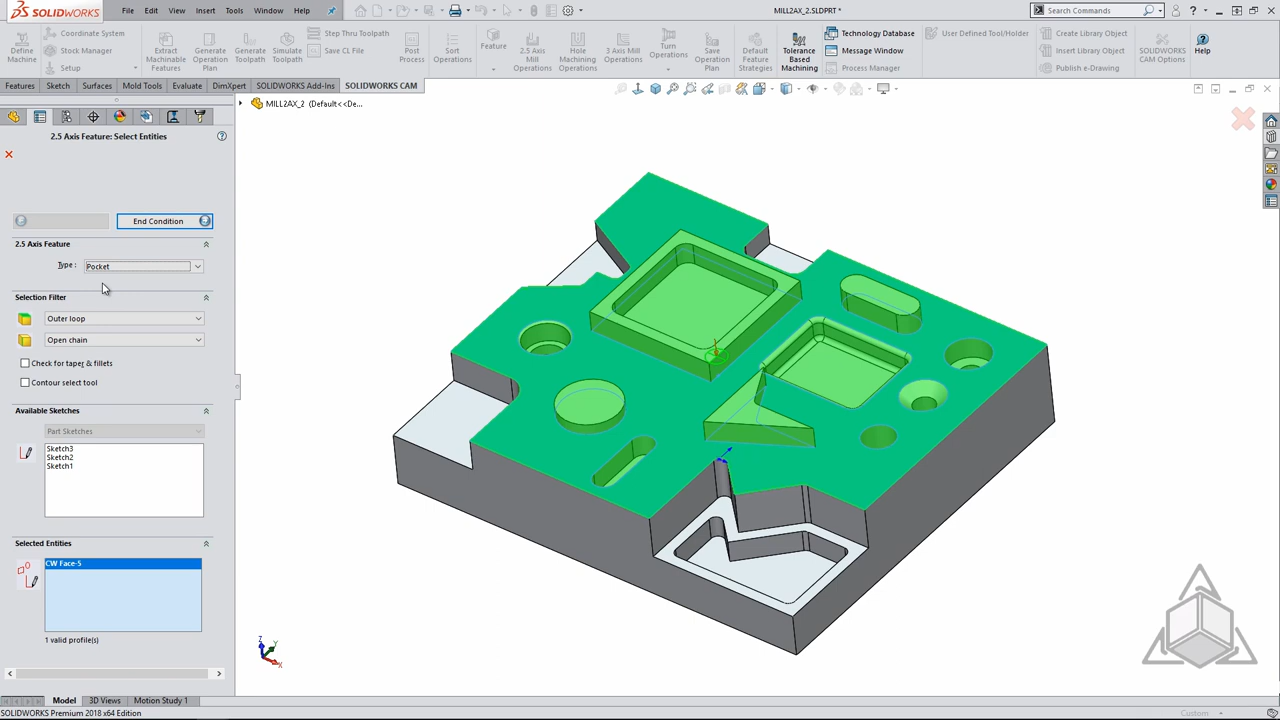 SOLIDWORKS
File Edit View Insert Tools Window Help
MILL2AX_2.SLDPRT *
Search Commands
Define Machine
Coordinate System
Stock Manager
Setup
Extract Machinable Features
Generate Operation Plan
Generate Toolpath
Simulate Toolpath
Step Thru Toolpath
Save CL File
Post Process
Sort Operations
Feature
2.5 Axis Mill Operations
Hole Machining Operations
3 Axis Mill Operations
Turn Operations
Save Operation Plan
Default Feature Strategies
Tolerance Based Machining
Technology Database
Message Window
Process Manager
User Defined Tool/Holder
Create Library Object
Insert Library Object
Publish e-Drawing
SOLIDWORKS CAM Options
Help
Features Sketch Surfaces Mold Tools Evaluate DimXpert SOLIDWORKS Add-Ins SOLIDWORKS CAM
MILL2AX_2 (Default<<De...
2.5 Axis Feature: Select Entities
End Condition
2.5 Axis Feature
Type : Pocket
Selection Filter
Outer loop
Open chain
Check for taper & fillets
Contour select tool
Available Sketches
Part Sketches
Sketch3
Sketch2
Sketch1
Selected Entities
CW Face-5
1 valid profile(s)
Z Y X
Model 3D Views Motion Study 1
SOLIDWORKS Premium 2018 x64 Edition
Custom